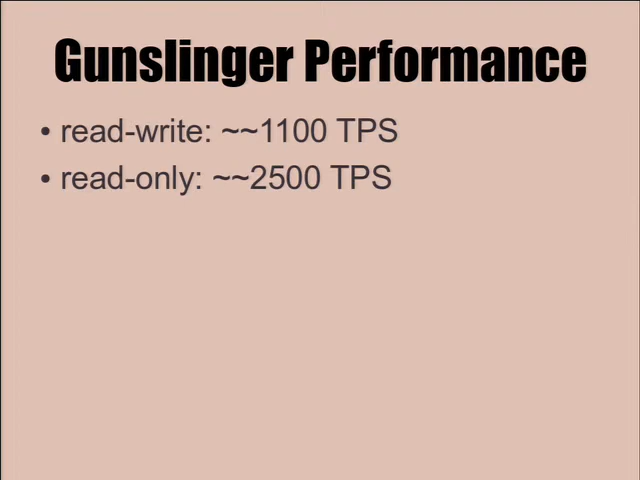 Gunslinger Performance
• read-write: ~~1100 TPS
• read-only: ~~2500 TPS